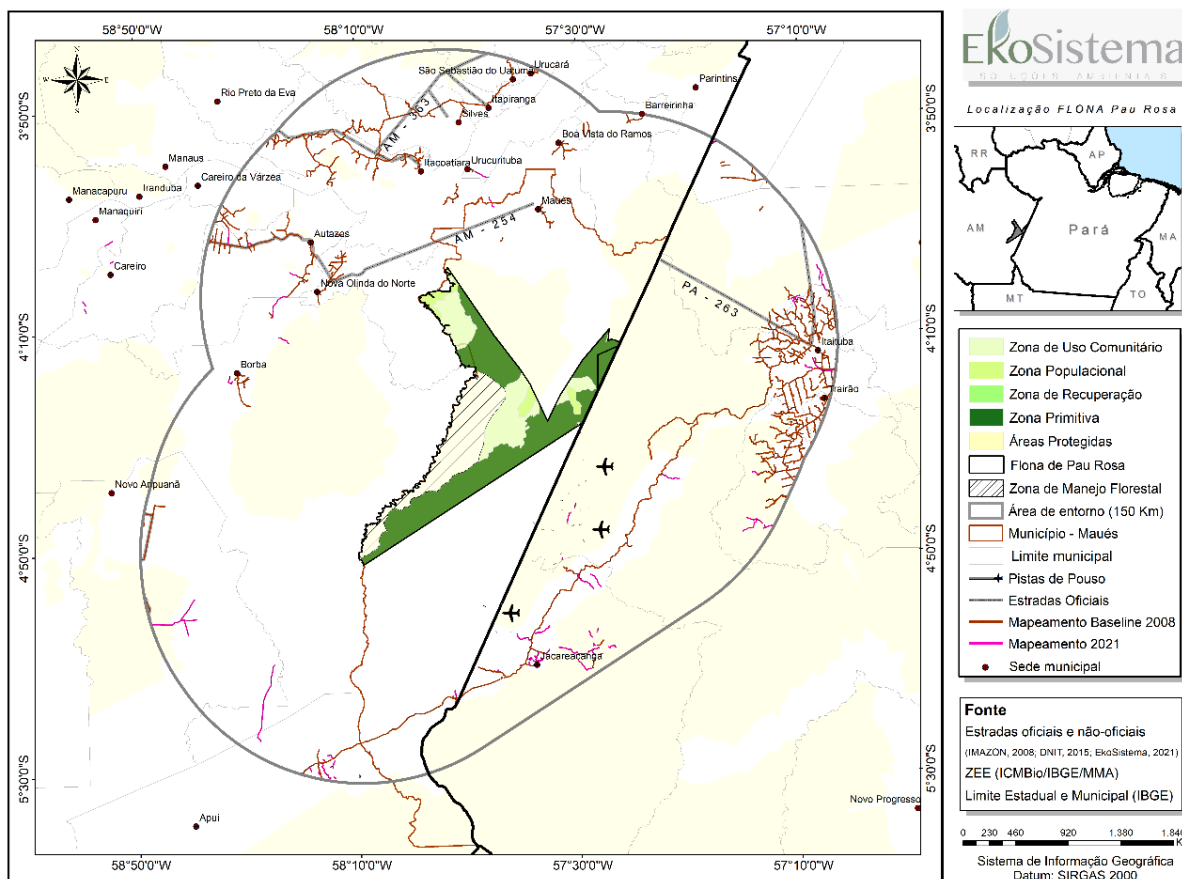 58°50'0"W 58°10'0"W 57°30'0"W 57°10'0"W
EkoSistema
SOLUÇÕES AMBIENTAIS
Localização FLONA Pau Rosa
RR
AP
AM
Pará
MA
MT
TO
N
W
E
S
3°50'0"S
4°10'0"S
4°50'0"S
5°30'0"S
3°50'0"S
4°10'0"S
4°50'0"S
5°30'0"S
São Sebastião do Uatumã
Urucará
Parintins
Rio Preto da Eva
Itapiranga
Barreirinha
AM - 363
Silves
Boa Vista do Ramos
Manaus
Itacoatiara
Urucurituba
Careiro da Várzea
Iranduba
Manacapuru
Manaquiri
Maués
AM - 254
Autazes
Careiro
Nova Olinda do Norte
PA - 263
Itaituba
Borba
Trairão
Novo Aripuanã
Jacareacanga
Novo Progresso
Apuí
Zona de Uso Comunitário
Zona Populacional
Zona de Recuperação
Zona Primitiva
Áreas Protegidas
Flona de Pau Rosa
Zona de Manejo Florestal
Área de entorno (150 Km)
Município - Maués
Limite municipal
Pistas de Pouso
Estradas Oficiais
Mapeamento Baseline 2008
Mapeamento 2021
Sede municipal
Fonte
Estradas oficiais e não-oficiais
(IMAZON, 2008; DNIT, 2015; EkoSistema, 2021)
ZEE (ICMBio/IBGE/MMA)
Limite Estadual e Municipal (IBGE)
0 230 460 920 1.380 1.840
K
Sistema de Informação Geográfica
Datum: SIRGAS 2000
58°50'0"W 58°10'0"W 57°30'0"W 57°10'0"W